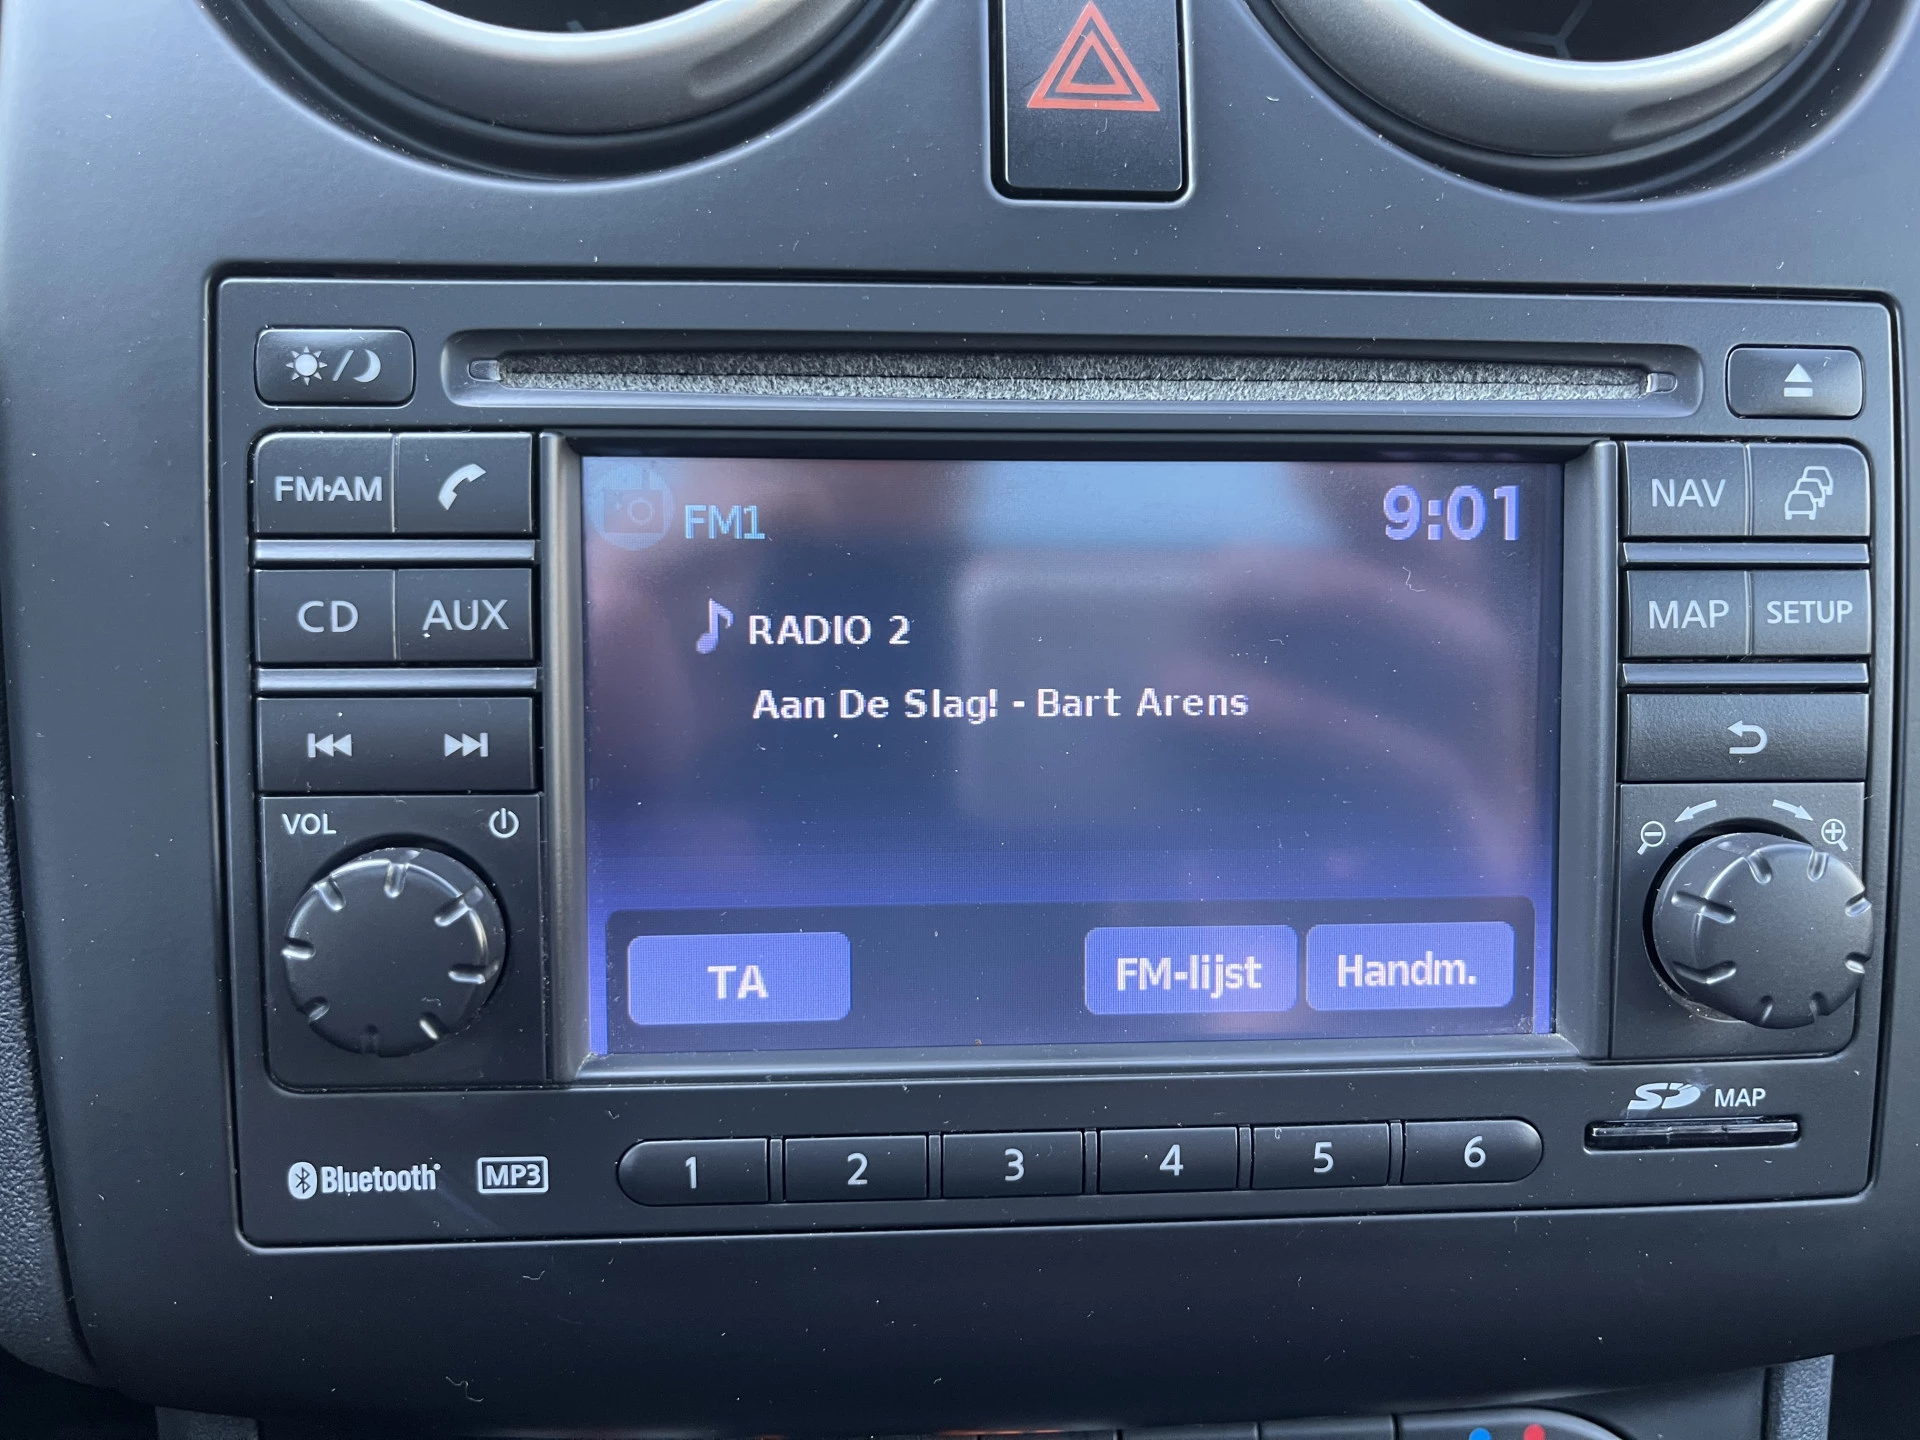 FM·AM
FM1
9:01
NAV
CD
AUX
RADIO 2
MAP
SETUP
Aan De Slag! - Bart Arens
VOL
TA
FM-lijst
Handm.
SD MAP
Bluetooth
MP3
1
2
3
4
5
6